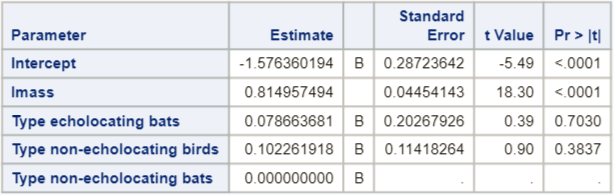 Parameter Estimate Standard Error t Value Pr > |t|
Intercept -1.576360194 B 0.28723642 -5.49 <.0001
lmass 0.814957494 0.04454143 18.30 <.0001
Type echolocating bats 0.078663681 B 0.20267926 0.39 0.7030
Type non-echolocating birds 0.102261918 B 0.11418264 0.90 0.3837
Type non-echolocating bats 0.000000000 B . . .